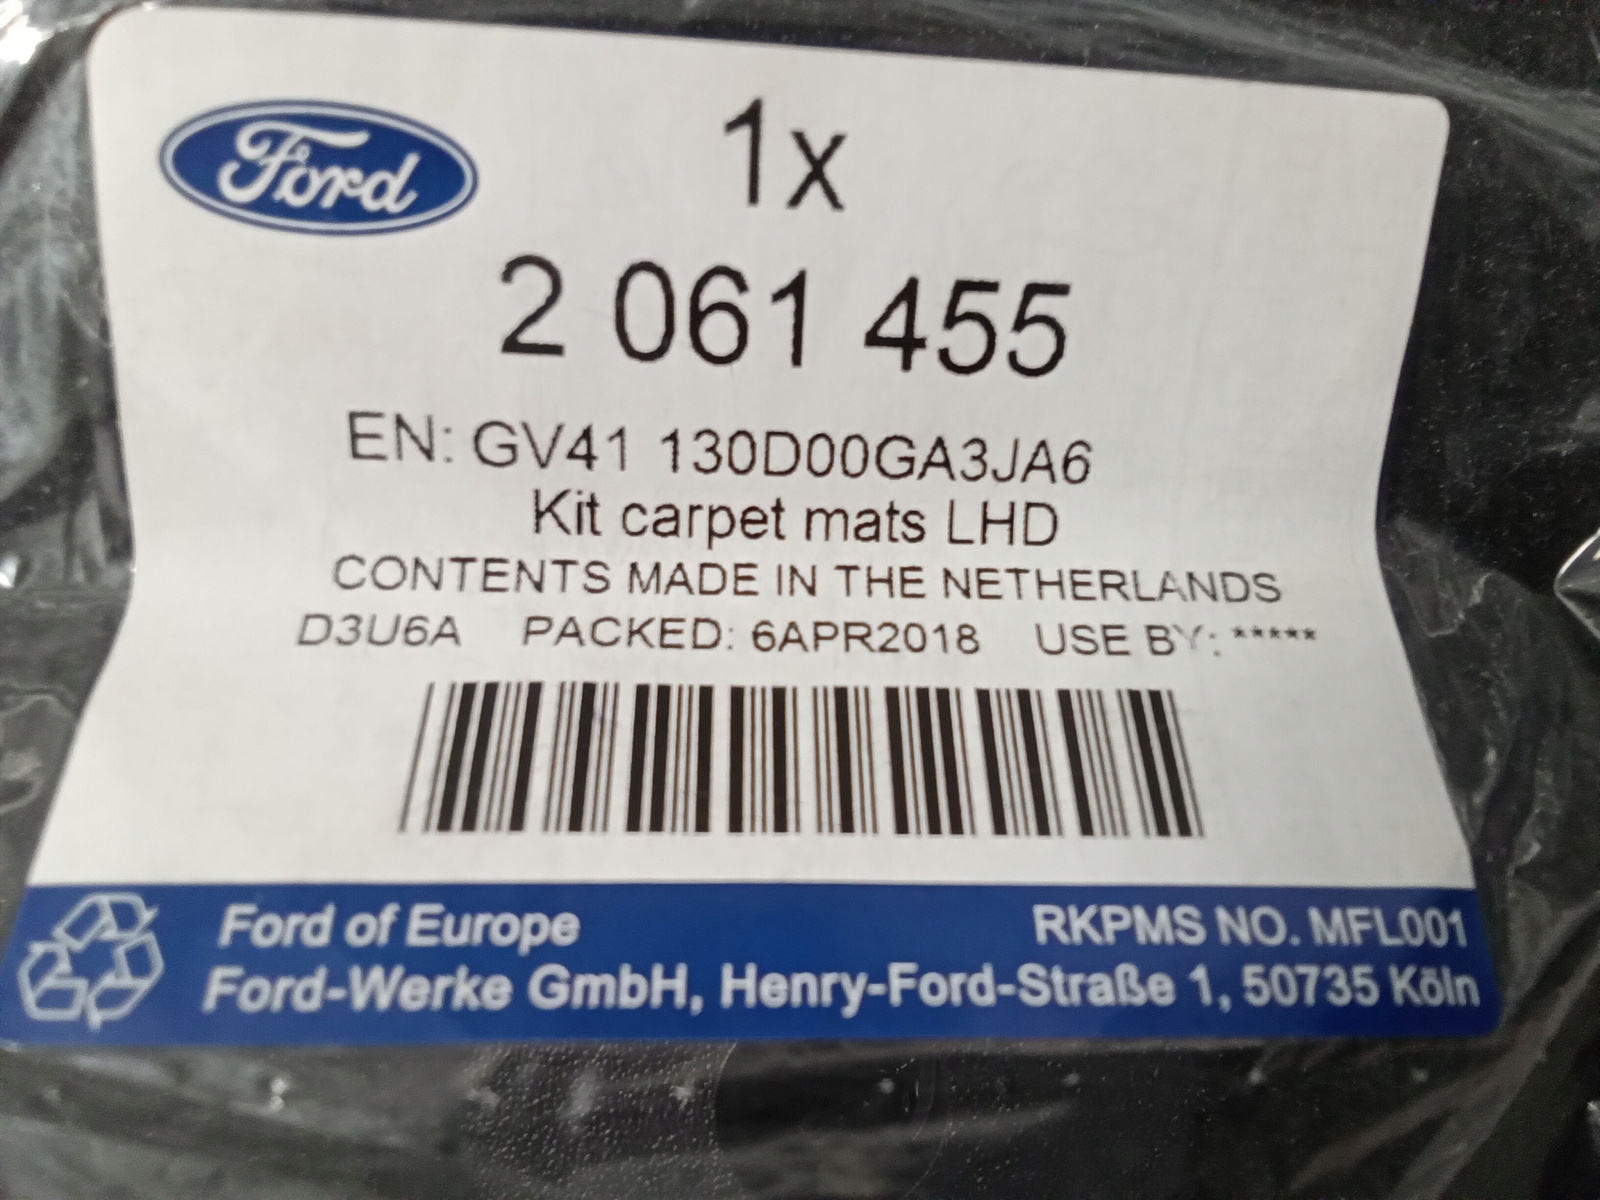 Ford
1x
2 061 455
EN: GV41 130D00GA3JA6
Kit carpet mats LHD
CONTENTS MADE IN THE NETHERLANDS
D3U6A PACKED: 6APR2018 USE BY: *****
Ford of Europe RKPMS NO. MFL001
Ford-Werke GmbH, Henry-Ford-Straße 1, 50735 Köln